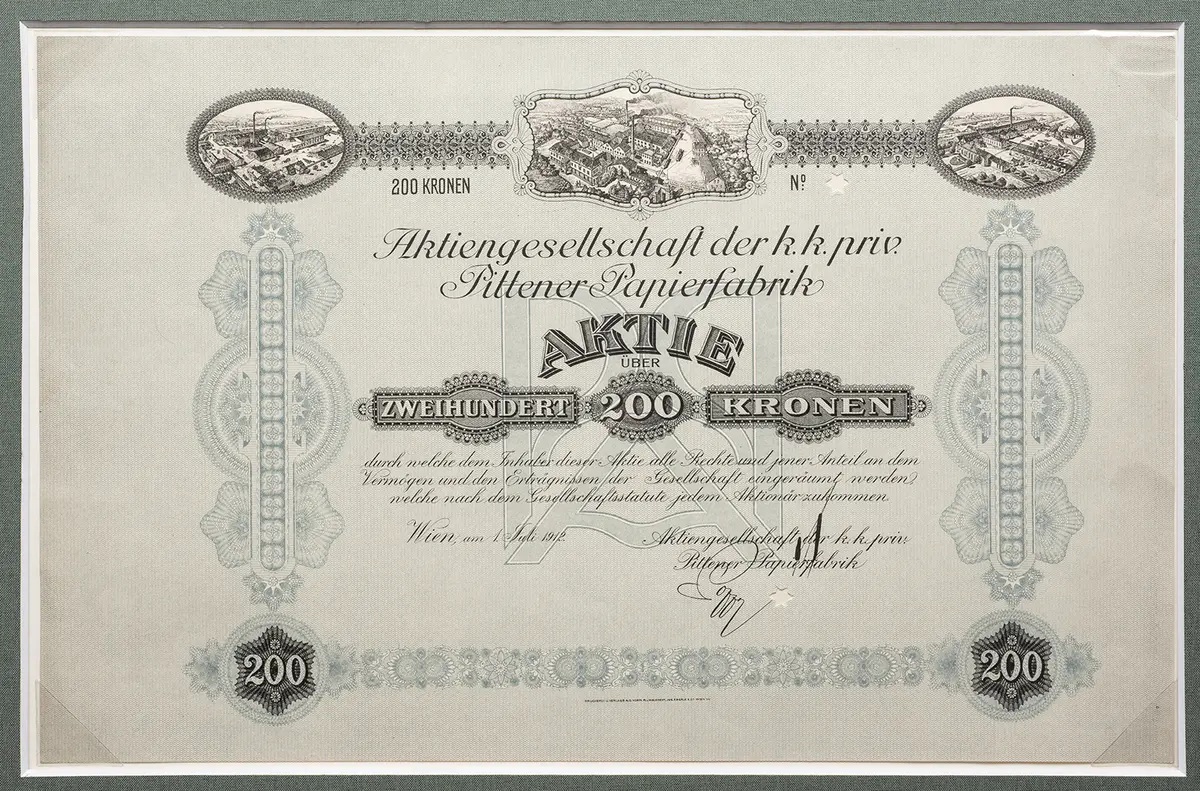 200 KRONEN
Nº
Aktiengesellschaft der k. k. priv.
Pittener Papierfabrik
AKTIE
ÜBER
ZWEIHUNDERT 200 KRONEN
durch welche dem Inhaber dieser Aktie alle Rechte und jener Anteil an dem
Vermögen und den Erträgnissen der Gesellschaft eingeräumt werden,
welche nach dem Gesellschaftsstatute jedem Aktionär zukommen.
Wien, am 1. Juli 1912.
Aktiengesellschaft der k. k. priv.
Pittener Papierfabrik
200
200